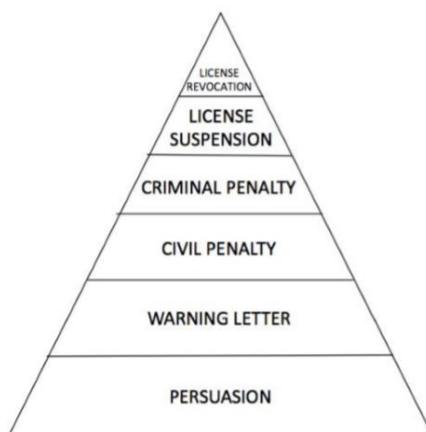 LICENSE
REVOCATION
LICENSE
SUSPENSION
CRIMINAL PENALTY
CIVIL PENALTY
WARNING LETTER
PERSUASION